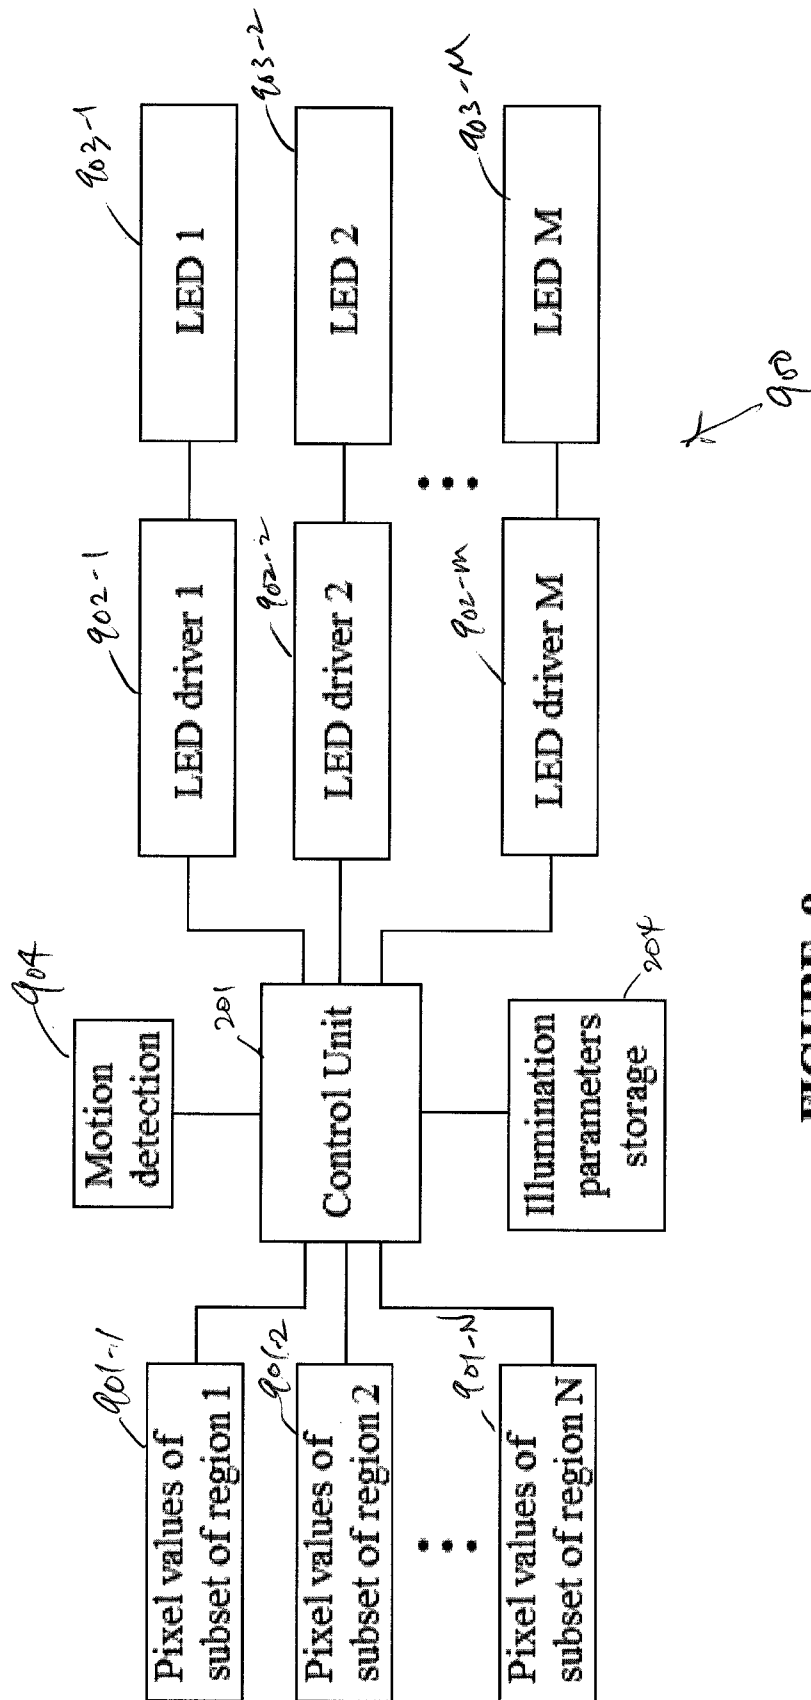 901-1
Pixel values of
subset of region 1
901-2
Pixel values of
subset of region 2
901-N
Pixel values of
subset of region N
904
Motion
detection
201
Control Unit
204
Illumination
parameters
storage
902-1
LED driver 1
902-2
LED driver 2
902-m
LED driver M
903-1
LED 1
903-2
LED 2
903-M
LED M
900
FIGURE